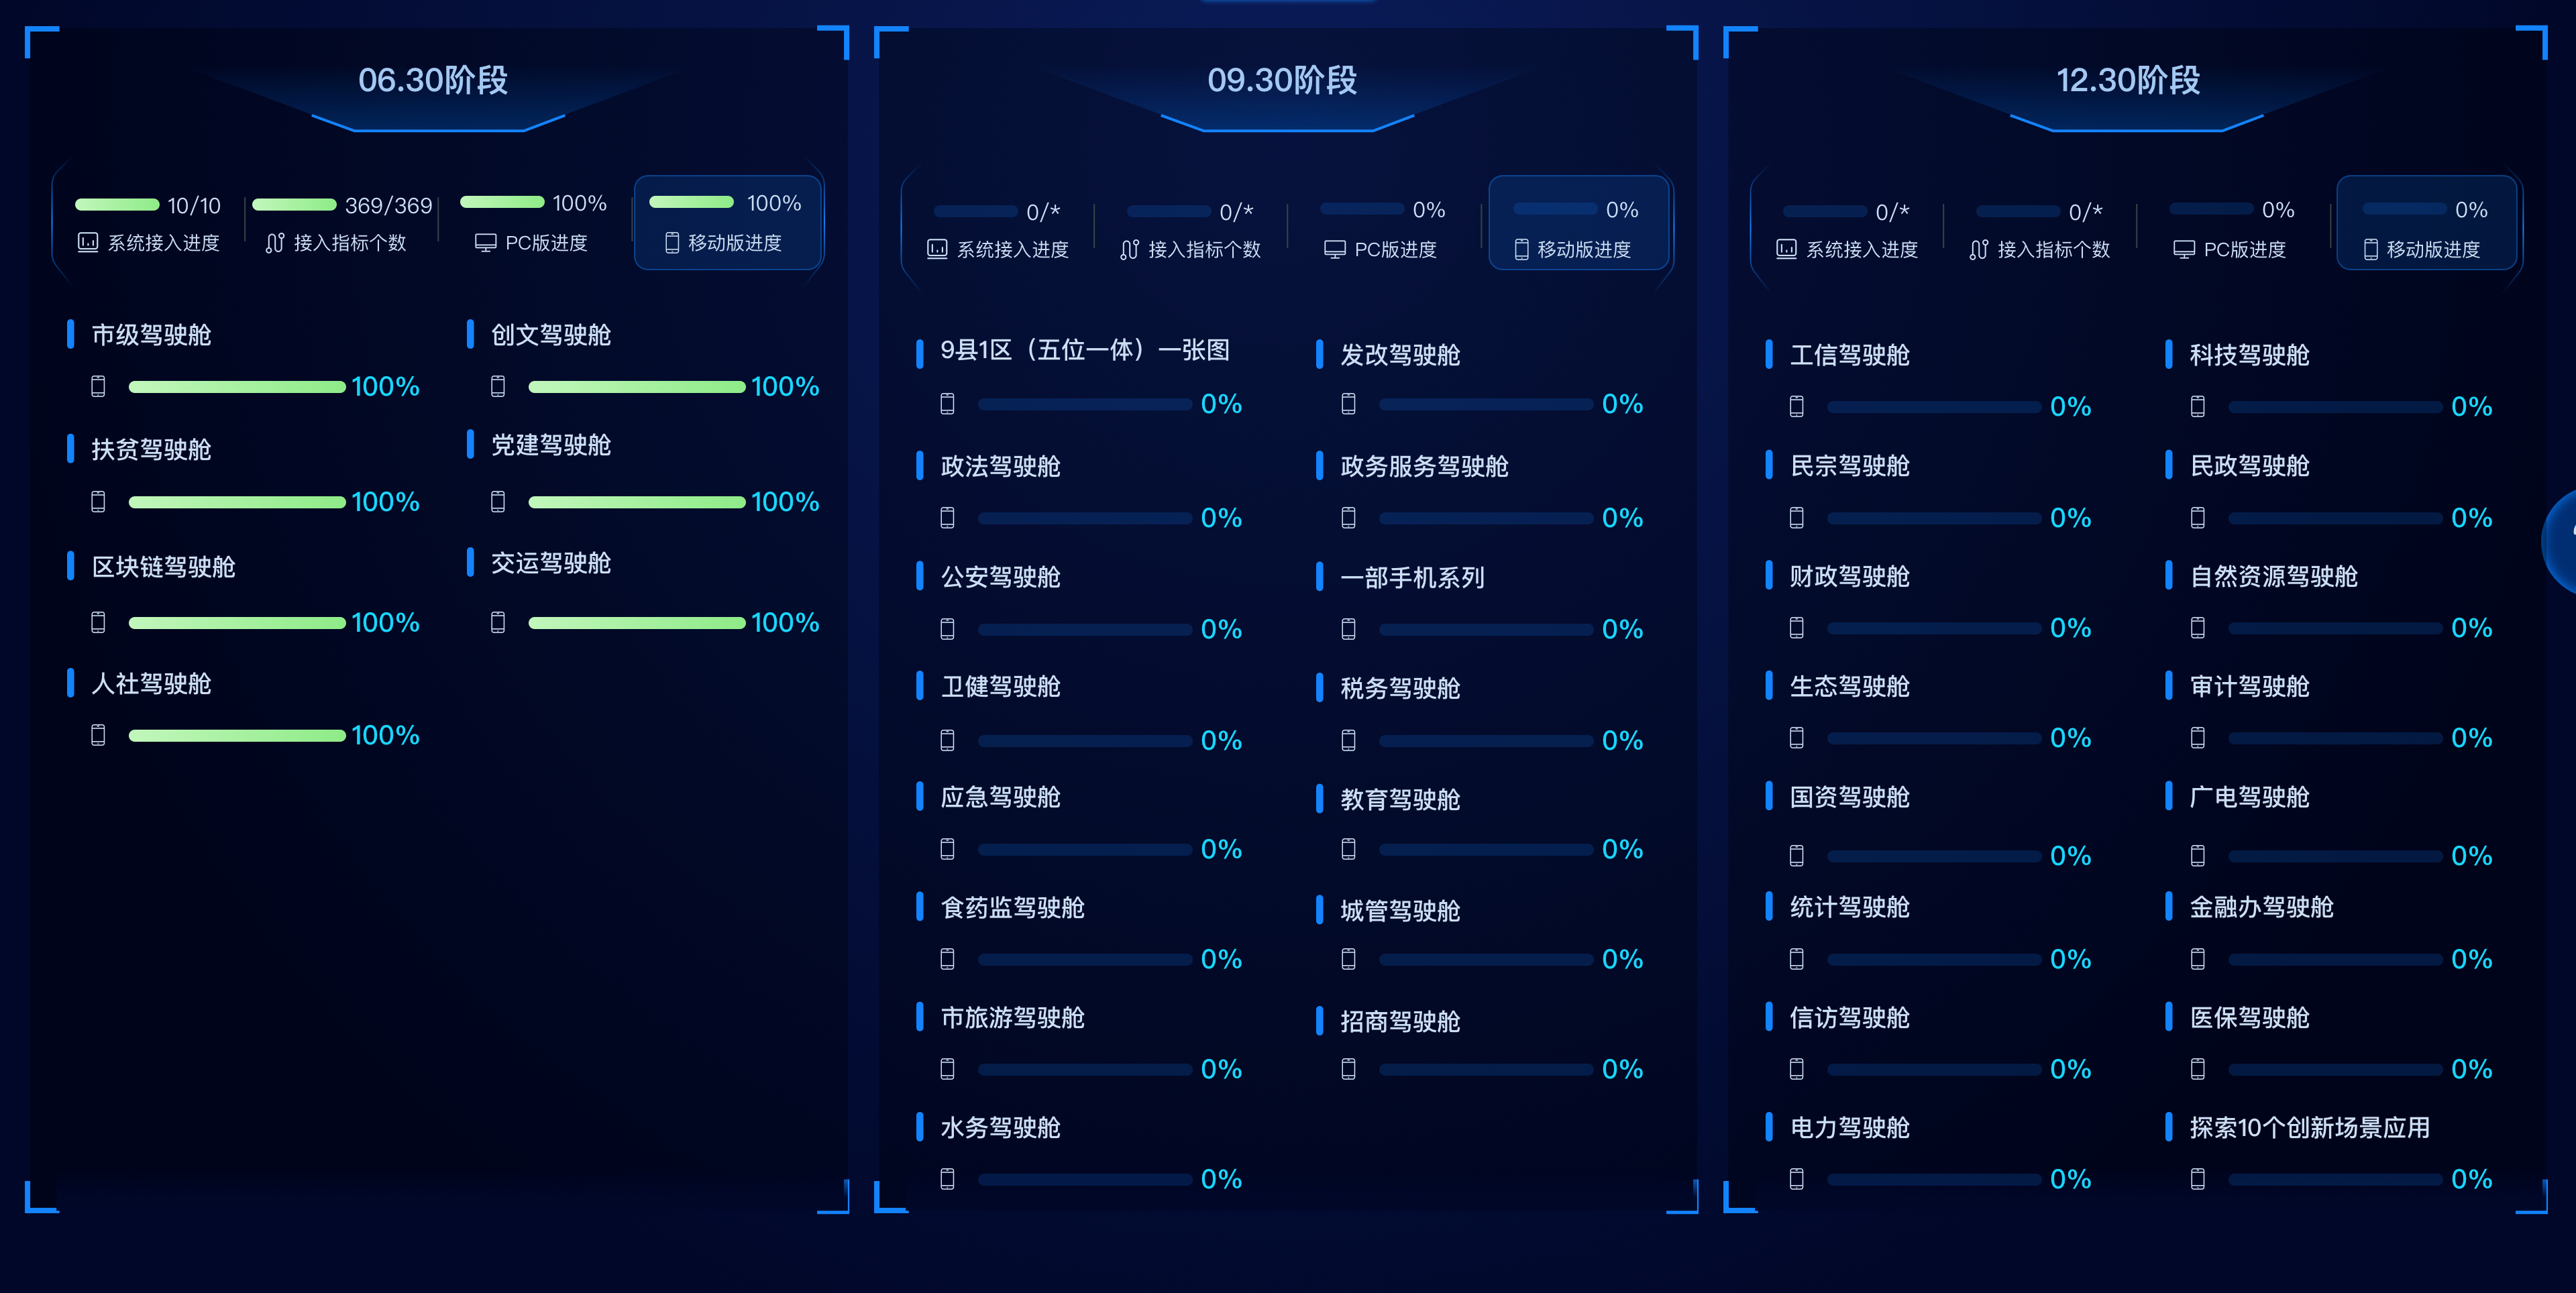 06.30阶段
10/10
系统接入进度
369/369
接入指标个数
100%
PC版进度
100%
移动版进度
市级驾驶舱
100%
创文驾驶舱
100%
扶贫驾驶舱
100%
党建驾驶舱
100%
区块链驾驶舱
100%
交运驾驶舱
100%
人社驾驶舱
100%
09.30阶段
0/*
系统接入进度
0/*
接入指标个数
0%
PC版进度
0%
移动版进度
9县1区（五位一体）一张图
0%
发改驾驶舱
0%
政法驾驶舱
0%
政务服务驾驶舱
0%
公安驾驶舱
0%
一部手机系列
0%
卫健驾驶舱
0%
税务驾驶舱
0%
应急驾驶舱
0%
教育驾驶舱
0%
食药监驾驶舱
0%
城管驾驶舱
0%
市旅游驾驶舱
0%
招商驾驶舱
0%
水务驾驶舱
0%
12.30阶段
0/*
系统接入进度
0/*
接入指标个数
0%
PC版进度
0%
移动版进度
工信驾驶舱
0%
科技驾驶舱
0%
民宗驾驶舱
0%
民政驾驶舱
0%
财政驾驶舱
0%
自然资源驾驶舱
0%
生态驾驶舱
0%
审计驾驶舱
0%
国资驾驶舱
0%
广电驾驶舱
0%
统计驾驶舱
0%
金融办驾驶舱
0%
信访驾驶舱
0%
医保驾驶舱
0%
电力驾驶舱
0%
探索10个创新场景应用
0%